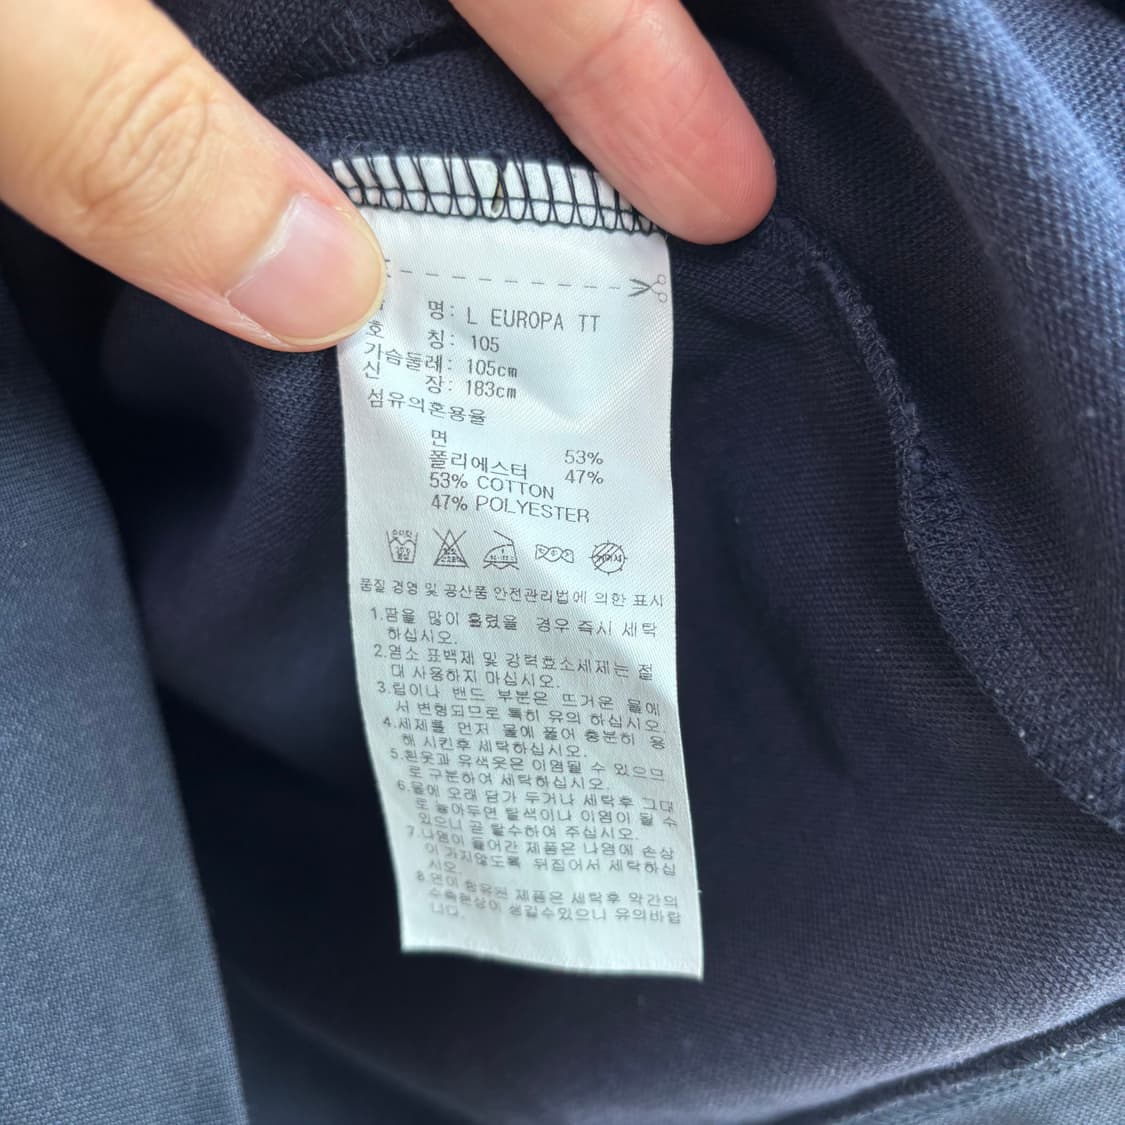 명: L EUROPA TT
호 칭: 105
가슴둘레: 105cm
신 장: 183cm
섬유의혼용율
면 53%
폴리에스터 47%
53% COTTON
47% POLYESTER
품질 경영 및 공산품 안전관리법에 의한 표시
1.땀을 많이 흘렸을 경우 즉시 세탁
하십시오.
2.염소 표백제 및 강력효소세제는 절
대 사용하지 마십시오.
3.립이나 밴드 부분은 뜨거운 물에
서 변형되므로 특히 유의 하십시오
4.세제를 먼저 물에 풀어 충분히 용
해 시킨후 세탁하십시오.
5.흰옷과 유색옷은 이염될 수 있으므
로 구분하여 세탁하십시오.
6.물에 오래 담가 두거나 세탁후 그대
로 놓아두면 탈색이나 이염이 될 수
있으니 곧 탈수하여 주십시오.
7.나염이 들어간 제품은 나염에 손상
이 가지않도록 뒤집어서 세탁하십
시오.
8.면이 함유된 제품은 세탁후 약간의
수축현상이 생길수있으니 유의바랍
니다.